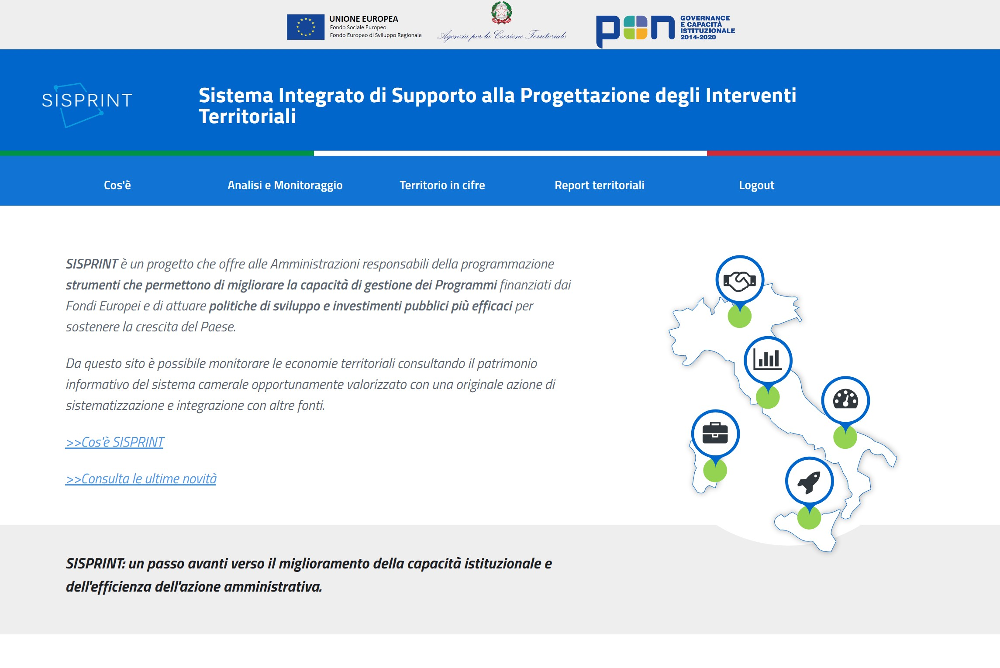 UNIONE EUROPEA
Fondo Sociale Europeo
Fondo Europeo di Sviluppo Regionale
Agenzia per la Coesione Territoriale
pon
GOVERNANCE
E CAPACITÀ
ISTITUZIONALE
2014-2020
SISPRINT
Sistema Integrato di Supporto alla Progettazione degli Interventi
Territoriali
Cos'è
Analisi e Monitoraggio
Territorio in cifre
Report territoriali
Logout
SISPRINT è un progetto che offre alle Amministrazioni responsabili della programmazione
strumenti che permettono di migliorare la capacità di gestione dei Programmi finanziati dai
Fondi Europei e di attuare politiche di sviluppo e investimenti pubblici più efficaci per
sostenere la crescita del Paese.
Da questo sito è possibile monitorare le economie territoriali consultando il patrimonio
informativo del sistema camerale opportunamente valorizzato con una originale azione di
sistematizzazione e integrazione con altre fonti.
>>Cos'è SISPRINT
>>Consulta le ultime novità
SISPRINT: un passo avanti verso il miglioramento della capacità istituzionale e
dell'efficienza dell'azione amministrativa.